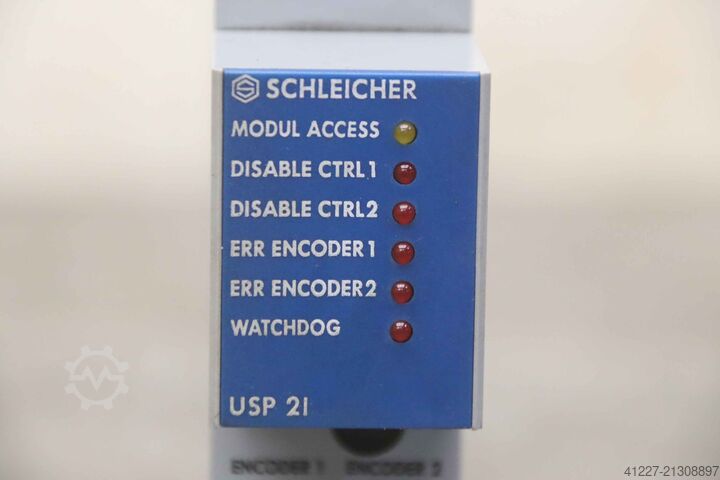 SCHLEICHER
MODUL ACCESS
DISABLE CTRL1
DISABLE CTRL2
ERR ENCODER1
ERR ENCODER2
WATCHDOG
USP 2I
ENCODER 1 ENCODER 2
41227-21308897